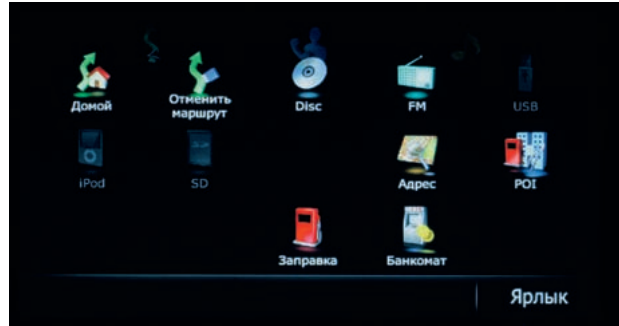 Домой
Отменить
маршрут
Disc
FM
USB
iPod
SD
Адрес
POI
Заправка
Банкомат
Ярлык